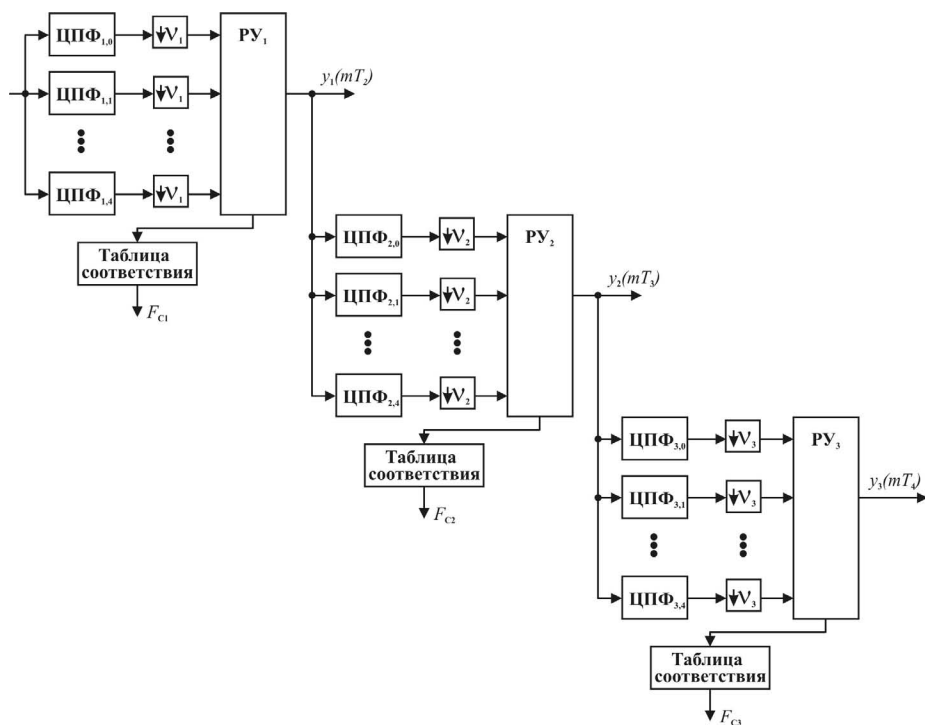 ЦПФ1,0
↓ν1
РУ1
ЦПФ1,1
↓ν1
y1(mT2)
ЦПФ1,4
↓ν1
Таблица
соответствия
FC1
ЦПФ2,0
↓ν2
РУ2
ЦПФ2,1
↓ν2
y2(mT3)
ЦПФ2,4
↓ν2
Таблица
соответствия
FC2
ЦПФ3,0
↓ν3
РУ3
ЦПФ3,1
↓ν3
y3(mT4)
ЦПФ3,4
↓ν3
Таблица
соответствия
FC3